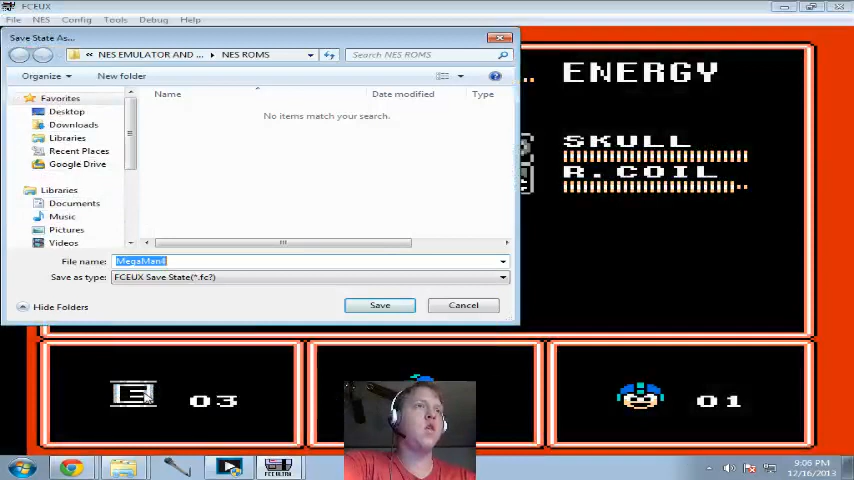 FCEUX
File NES Config Tools Debug Help
Save State As...
« NES EMULATOR AND ... NES ROMS
Search NES ROMS
Organize New folder
Favorites
Desktop
Downloads
Libraries
Recent Places
Google Drive
Libraries
Documents
Music
Pictures
Videos
Name Date modified Type
No items match your search.
File name: MegaMan4
Save as type: FCEUX Save State(*.fc?)
Hide Folders Save Cancel
.. ENERGY
SKULL
R.COIL
E 03
01
FCE ULTRA
9:06 PM
12/16/2013